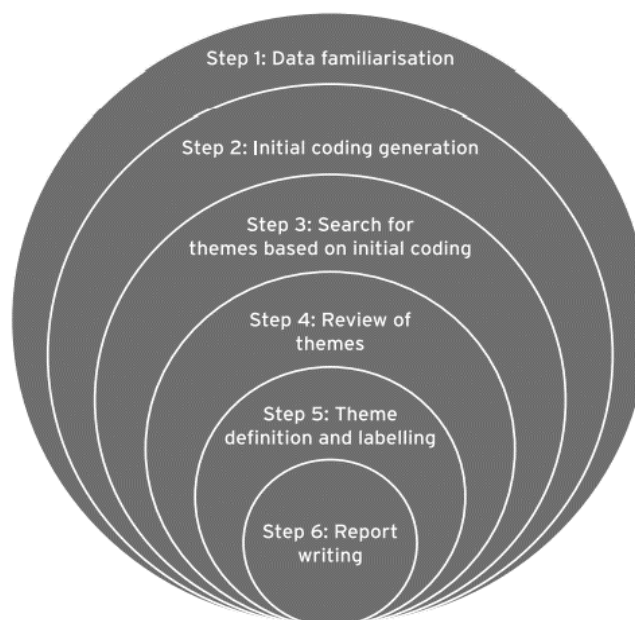 Step 1: Data familiarisation
Step 2: Initial coding generation
Step 3: Search for
themes based on initial coding
Step 4: Review of
themes
Step 5: Theme
definition and labelling
Step 6: Report
writing